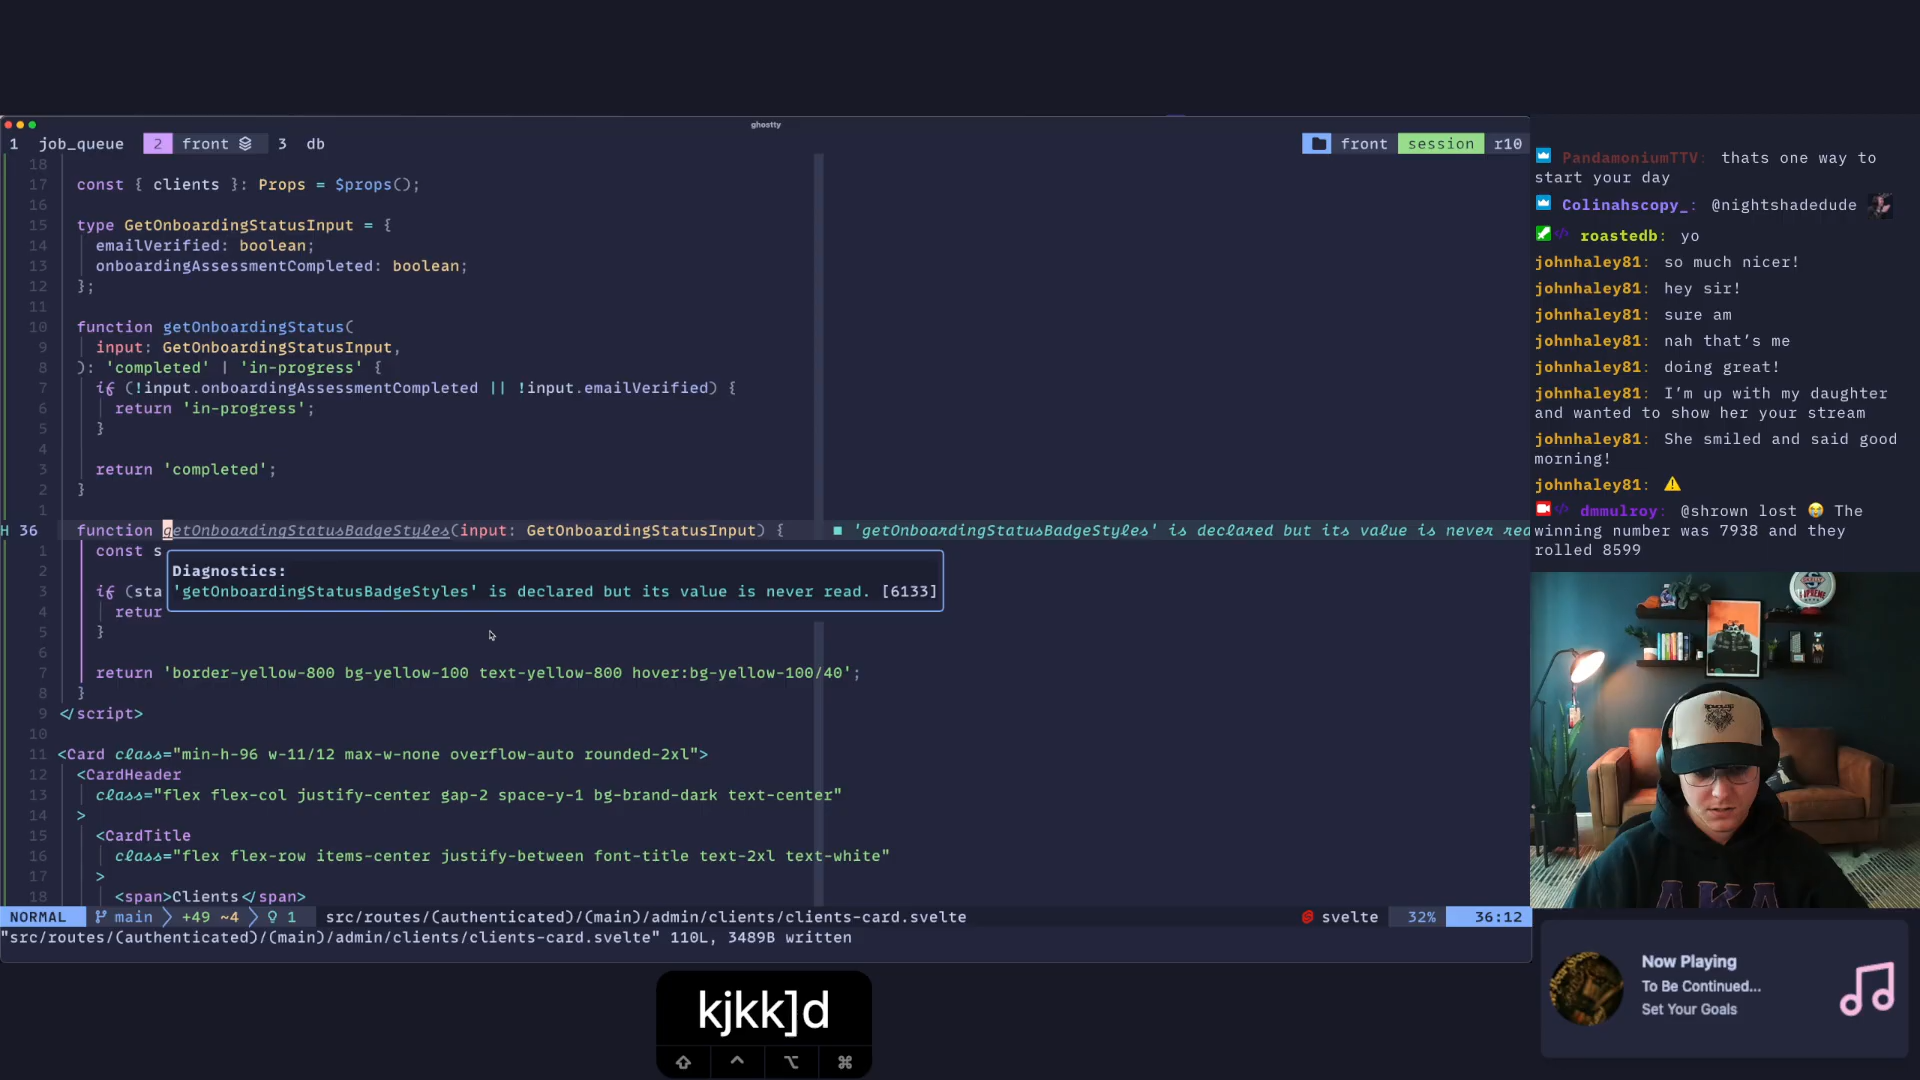 ghostty
1 job_queue 2 front 3 db
front session r10
18
17 const { clients }: Props = $props();
16
15 type GetOnboardingStatusInput = {
14 emailVerified: boolean;
13 onboardingAssessmentCompleted: boolean;
12 };
11
10 function getOnboardingStatus(
9 input: GetOnboardingStatusInput,
8 ): 'completed' | 'in-progress' {
7 if (!input.onboardingAssessmentCompleted || !input.emailVerified) {
6 return 'in-progress';
5 }
4
3 return 'completed';
2 }
1
H 36 function getOnboardingStatusBadgeStyles(input: GetOnboardingStatusInput) { ■ 'getOnboardingStatusBadgeStyles' is declared but its value is never rea
1 const s
2 Diagnostics:
3 if (sta 'getOnboardingStatusBadgeStyles' is declared but its value is never read. [6133]
4 retur
5 }
6
7 return 'border-yellow-800 bg-yellow-100 text-yellow-800 hover:bg-yellow-100/40';
8 }
9 </script>
10
11 <Card class="min-h-96 w-11/12 max-w-none overflow-auto rounded-2xl">
12 <CardHeader
13 class="flex flex-col justify-center gap-2 space-y-1 bg-brand-dark text-center"
14 >
15 <CardTitle
16 class="flex flex-row items-center justify-between font-title text-2xl text-white"
17 >
18 <span>Clients</span>
NORMAL main +49 ~4 1 src/routes/(authenticated)/(main)/admin/clients/clients-card.svelte svelte 32% 36:12
"src/routes/(authenticated)/(main)/admin/clients/clients-card.svelte" 110L, 3489B written
kjkk]d
⇧ ^ ⌥ ⌘
PandamoniumTTV: thats one way to
start your day
Colinahscopy_: @nightshadedude
roastedb: yo
johnhaley81: so much nicer!
johnhaley81: hey sir!
johnhaley81: sure am
johnhaley81: nah that's me
johnhaley81: doing great!
johnhaley81: I'm up with my daughter
and wanted to show her your stream
johnhaley81: She smiled and said good
morning!
johnhaley81: ⚠️
dmmulroy: @shrown lost 😭 The
winning number was 7938 and they
rolled 8599
Now Playing
To Be Continued...
Set Your Goals